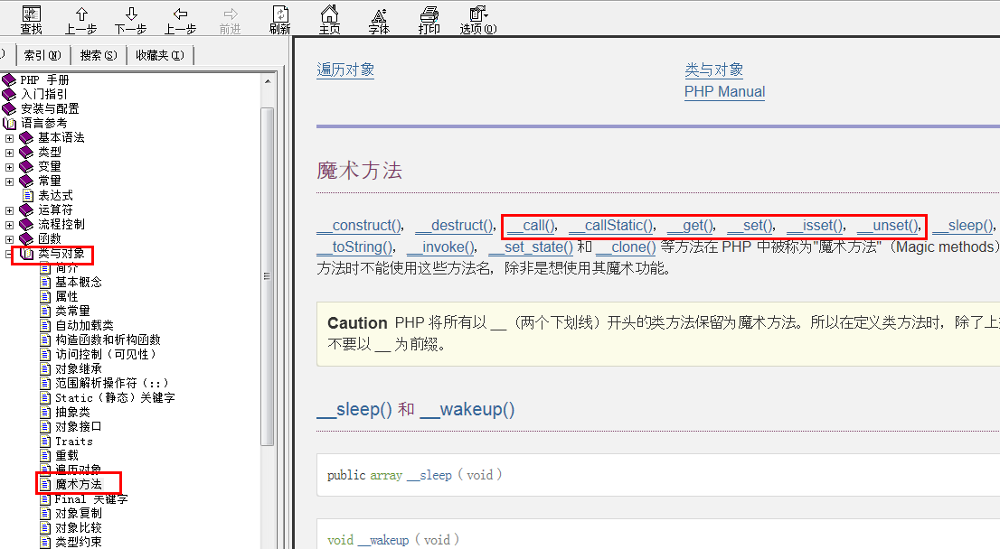 查找 上一步 下一步 上一步 前进 刷新 主页 字体 打印 选项(O)
索引(N) 搜索(S) 收藏夹(I)
PHP 手册
入门指引
安装与配置
语言参考
基本语法
类型
变量
常量
表达式
运算符
流程控制
函数
类与对象
简介
基本概念
属性
类常量
自动加载类
构造函数和析构函数
访问控制（可见性）
对象继承
范围解析操作符（::）
Static（静态）关键字
抽象类
对象接口
Traits
重载
遍历对象
魔术方法
Final 关键字
对象复制
对象比较
类型约束
遍历对象
类与对象
PHP Manual
魔术方法
__construct(), __destruct(), __call(), __callStatic(), __get(), __set(), __isset(), __unset(), __sleep(),
__toString(), __invoke(), __set_state() 和 __clone() 等方法在 PHP 中被称为"魔术方法"（Magic methods）
方法时不能使用这些方法名，除非是想使用其魔术功能。
Caution PHP 将所有以 __（两个下划线）开头的类方法保留为魔术方法。所以在定义类方法时，除了上
不要以 __ 为前缀。
__sleep() 和 __wakeup()
public array __sleep ( void )
void __wakeup ( void )